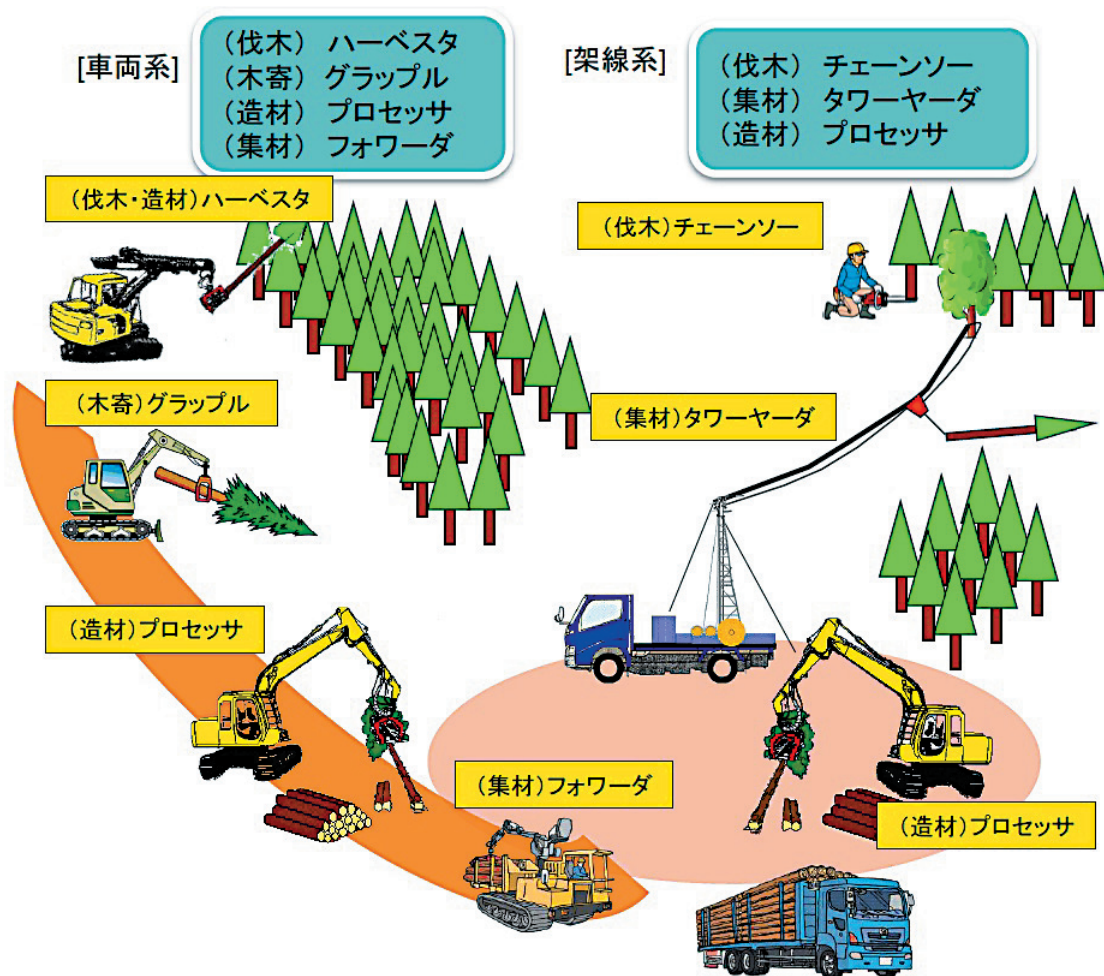 [車両系]
(伐木) ハーベスタ
(木寄) グラップル
(造材) プロセッサ
(集材) フォワーダ
[架線系]
(伐木) チェーンソー
(集材) タワーヤーダ
(造材) プロセッサ
(伐木・造材)ハーベスタ
(伐木)チェーンソー
(木寄)グラップル
(集材)タワーヤーダ
(造材)プロセッサ
(集材)フォワーダ
(造材)プロセッサ